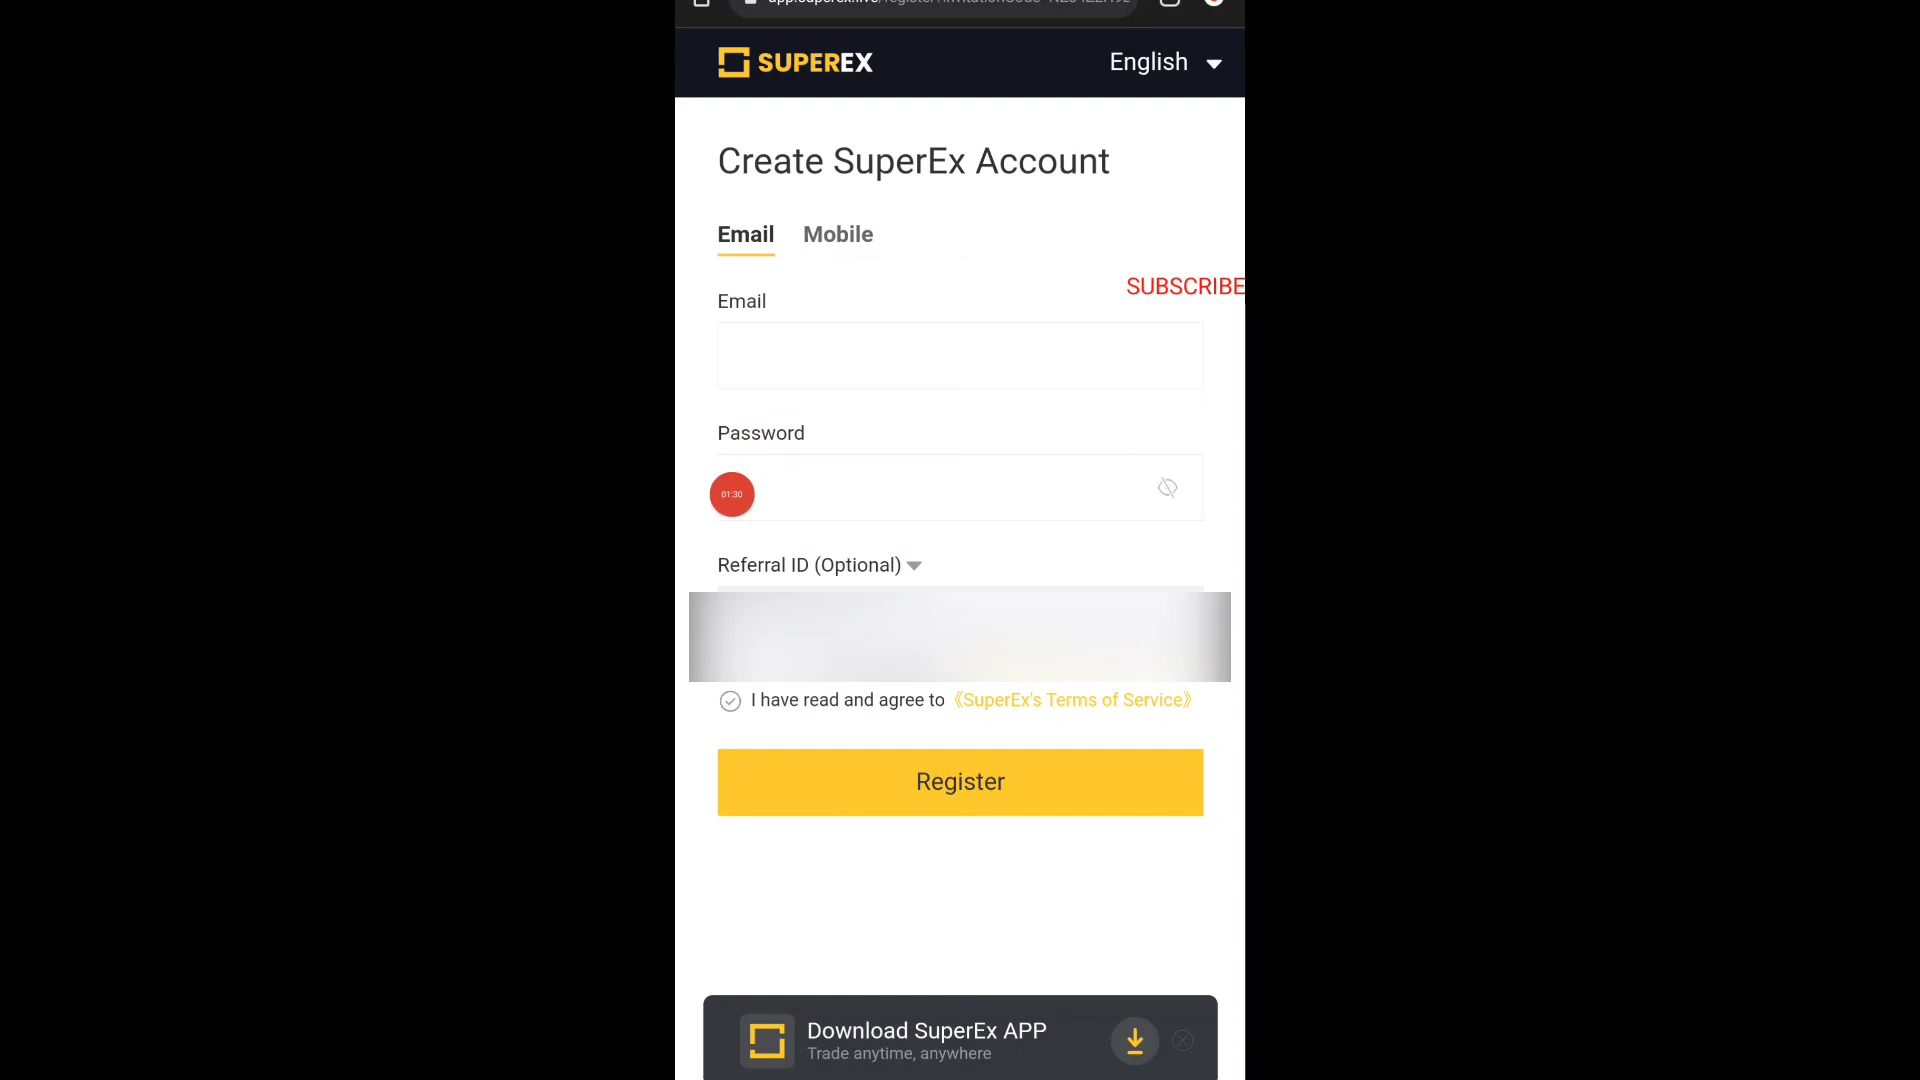 SUPEREX
English
Create SuperEx Account
Email Mobile
SUBSCRIBE
Email
Password
01:30
Referral ID (Optional)
I have read and agree to 《SuperEx's Terms of Service》
Register
Download SuperEx APP
Trade anytime, anywhere